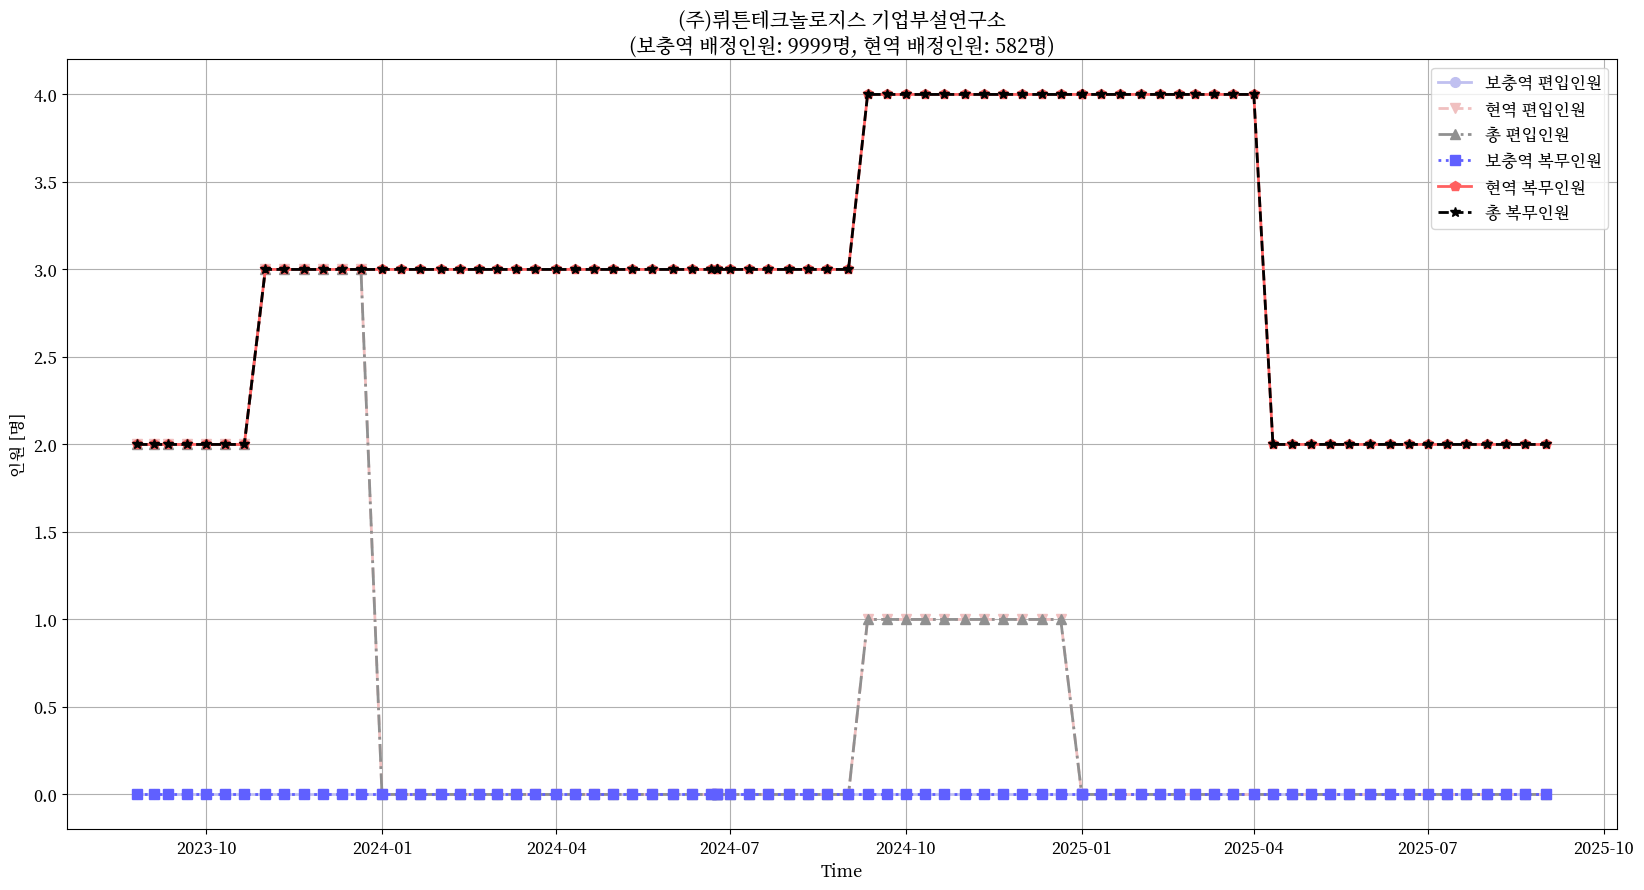 (주)뤼튼테크놀로지스 기업부설연구소
(보충역 배정인원: 9999명, 현역 배정인원: 582명)
보충역 편입인원
현역 편입인원
총 편입인원
보충역 복무인원
현역 복무인원
총 복무인원
인원 [명]
4.0
3.5
3.0
2.5
2.0
1.5
1.0
0.5
0.0
2023-10
2024-01
2024-04
2024-07
2024-10
2025-01
2025-04
2025-07
2025-10
Time